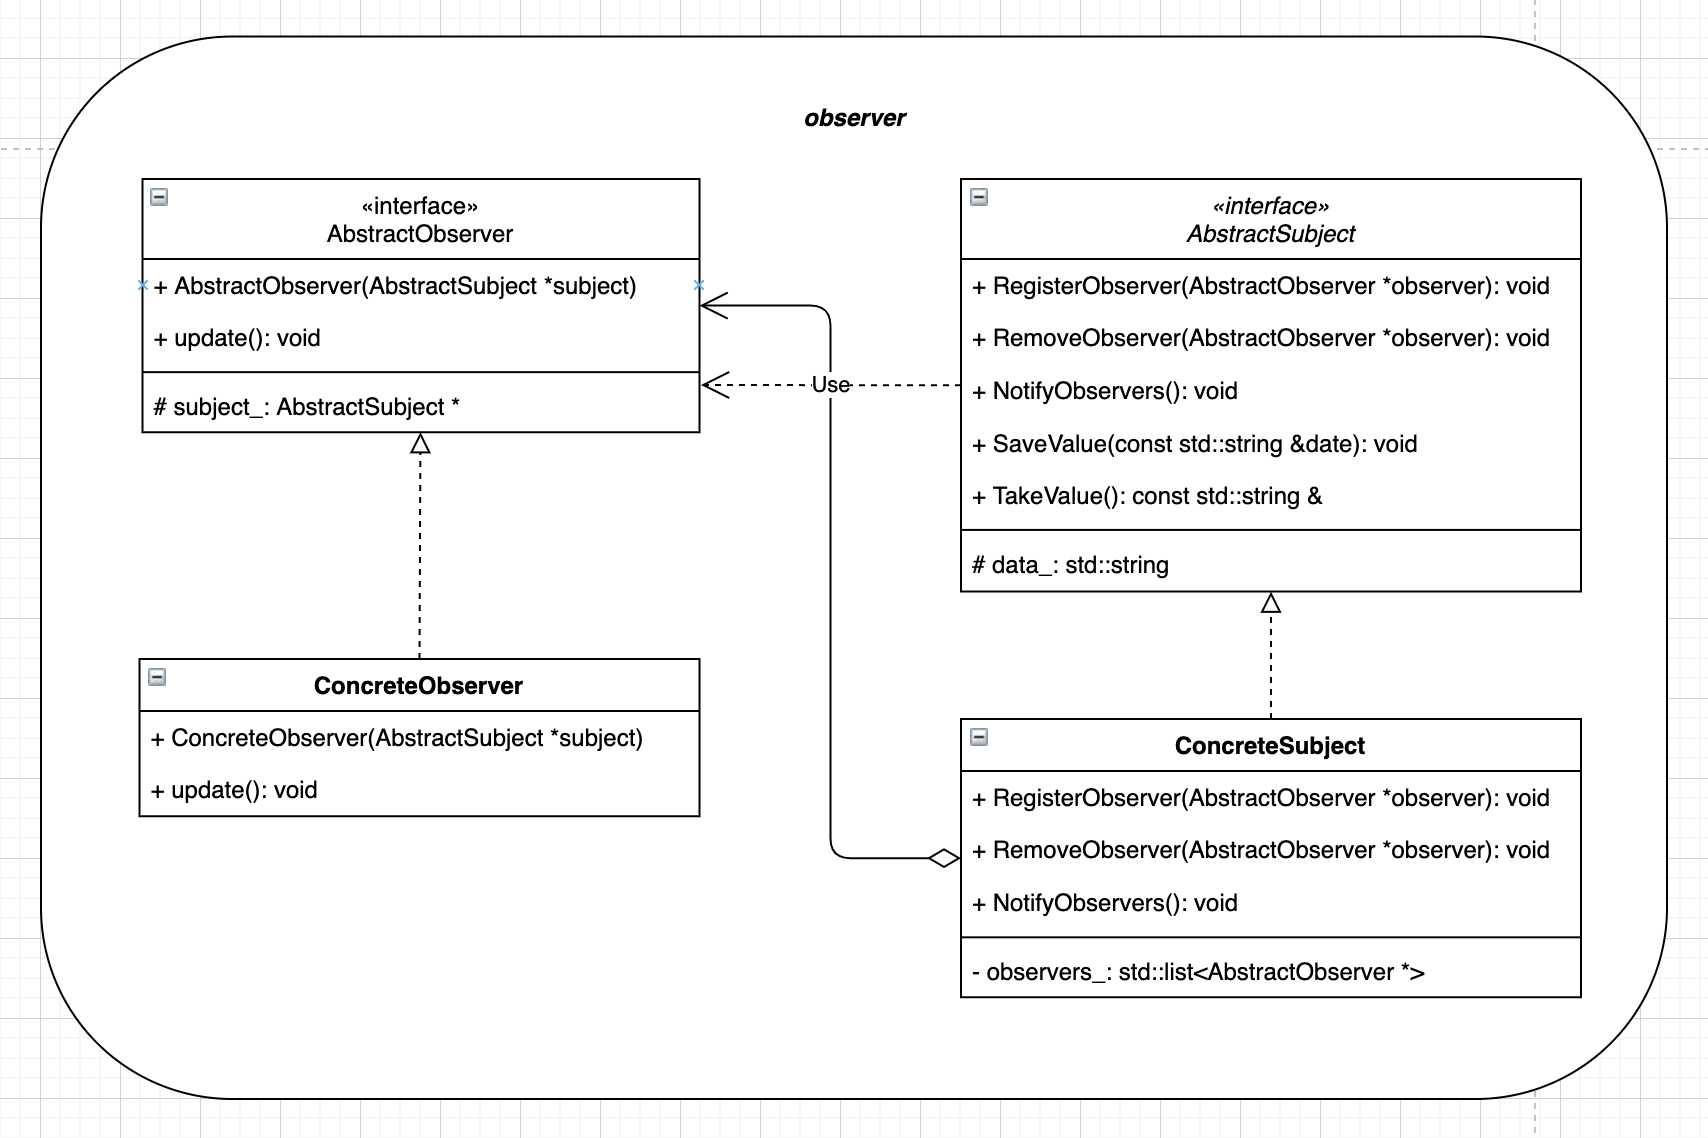 observer
«interface»
AbstractObserver
+ AbstractObserver(AbstractSubject *subject)
+ update(): void
# subject_: AbstractSubject *
«interface»
AbstractSubject
+ RegisterObserver(AbstractObserver *observer): void
+ RemoveObserver(AbstractObserver *observer): void
+ NotifyObservers(): void
+ SaveValue(const std::string &date): void
+ TakeValue(): const std::string &
# data_: std::string
Use
ConcreteObserver
+ ConcreteObserver(AbstractSubject *subject)
+ update(): void
ConcreteSubject
+ RegisterObserver(AbstractObserver *observer): void
+ RemoveObserver(AbstractObserver *observer): void
+ NotifyObservers(): void
- observers_: std::list<AbstractObserver *>